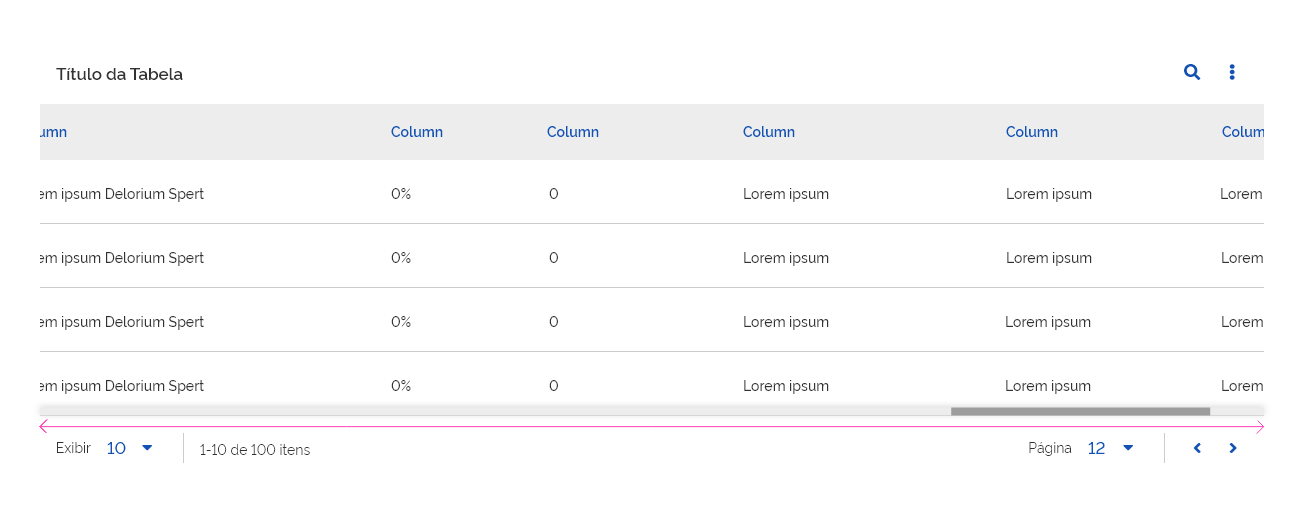 Título da Tabela
umn Column Column Column Column Colum
em ipsum Delorium Spert 0% 0 Lorem ipsum Lorem ipsum Lorem
em ipsum Delorium Spert 0% 0 Lorem ipsum Lorem ipsum Lorem
em ipsum Delorium Spert 0% 0 Lorem ipsum Lorem ipsum Lorem
em ipsum Delorium Spert 0% 0 Lorem ipsum Lorem ipsum Lorem
Exibir 10 1-10 de 100 itens Página 12